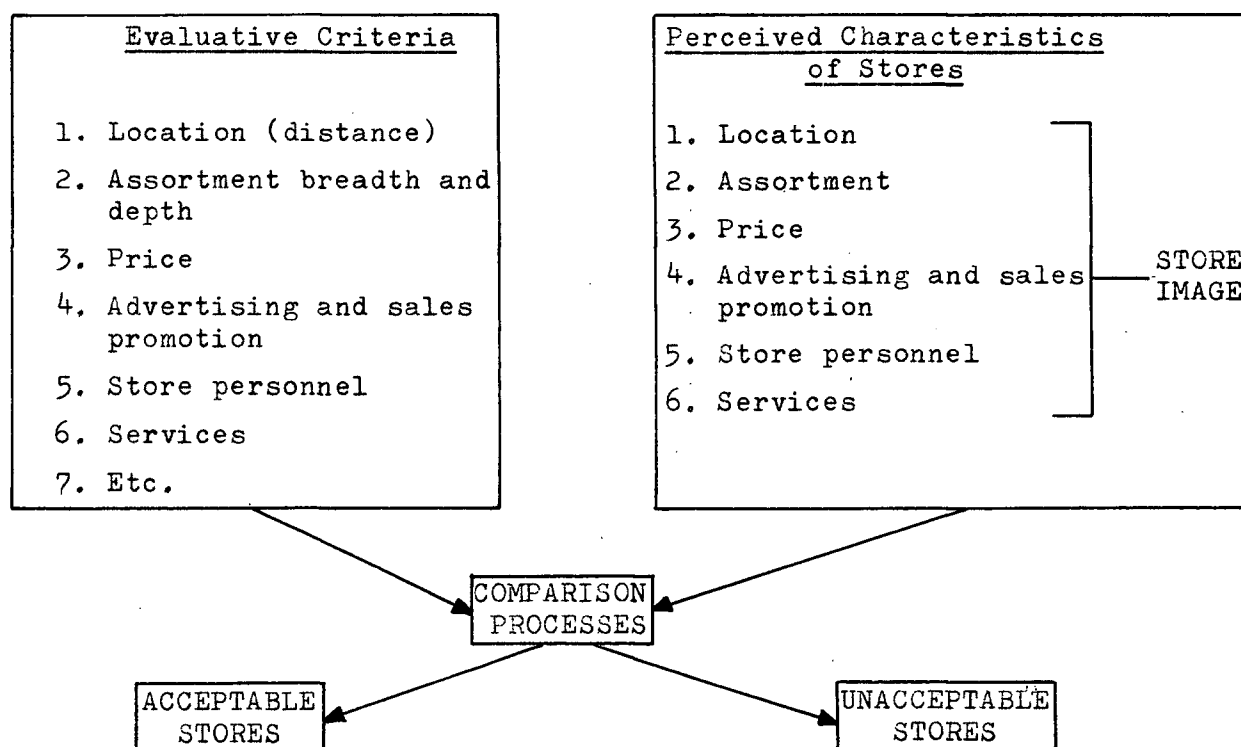 Evaluative Criteria
1. Location (distance)
2. Assortment breadth and
depth
3. Price
4. Advertising and sales
promotion
5. Store personnel
6. Services
7. Etc.
Perceived Characteristics
of Stores
1. Location
2. Assortment
3. Price
4. Advertising and sales
promotion
5. Store personnel
6. Services
STORE
IMAGE
COMPARISON
PROCESSES
ACCEPTABLE
STORES
UNACCEPTABLE
STORES